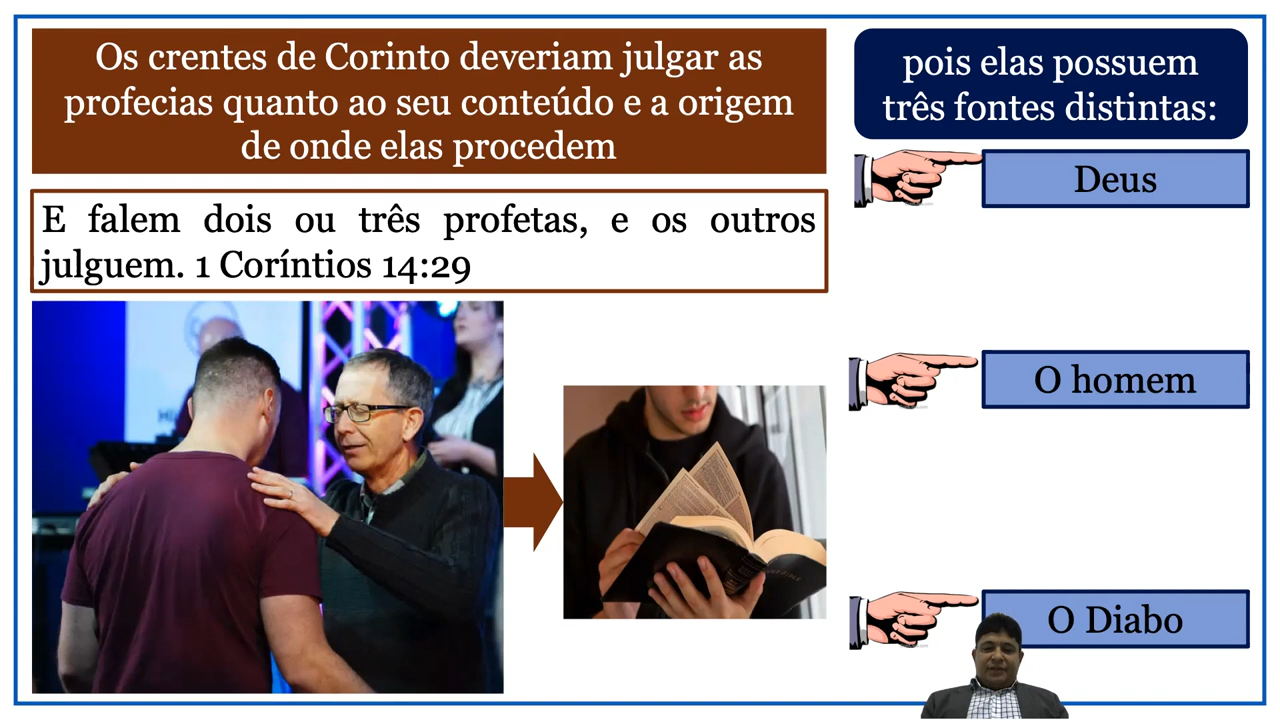 Os crentes de Corinto deveriam julgar as
profecias quanto ao seu conteúdo e a origem
de onde elas procedem
E falem dois ou três profetas, e os outros
julguem. 1 Coríntios 14:29
pois elas possuem
três fontes distintas:
Deus
O homem
O Diabo